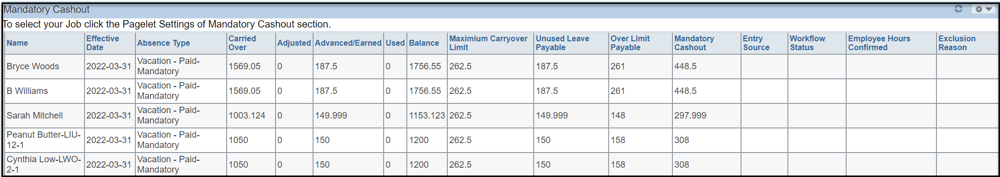 Mandatory Cashout
To select your Job click the Pagelet Settings of Mandatory Cashout section.
Name Effective Date Absence Type Carried Over Adjusted Advanced/Earned Used Balance Maximium Carryover Limit Unused Leave Payable Over Limit Payable Mandatory Cashout Entry Source Workflow Status Employee Hours Confirmed Exclusion Reason
Bryce Woods 2022-03-31 Vacation - Paid-Mandatory 1569.05 0 187.5 0 1756.55 262.5 187.5 261 448.5
B Williams 2022-03-31 Vacation - Paid-Mandatory 1569.05 0 187.5 0 1756.55 262.5 187.5 261 448.5
Sarah Mitchell 2022-03-31 Vacation - Paid-Mandatory 1003.124 0 149.999 0 1153.123 262.5 149.999 148 297.999
Peanut Butter-LIU-12-1 2022-03-31 Vacation - Paid-Mandatory 1050 0 150 0 1200 262.5 150 158 308
Cynthia Low-LWO-2-1 2022-03-31 Vacation - Paid-Mandatory 1050 0 150 0 1200 262.5 150 158 308